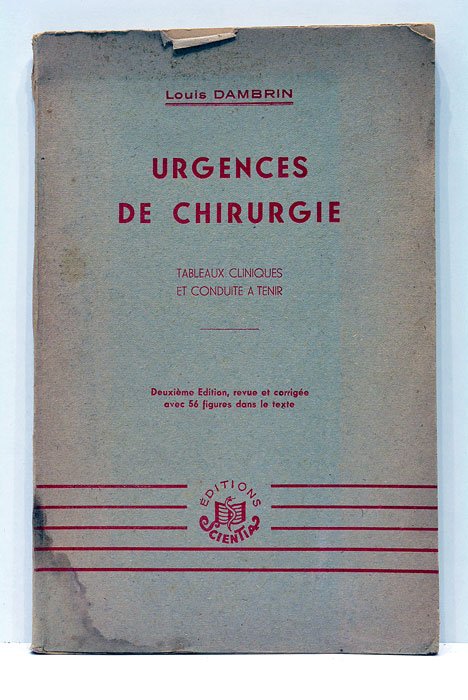 Louis DAMBRIN
URGENCES
DE CHIRURGIE
TABLEAUX CLINIQUES
ET CONDUITE A TENIR
Deuxième Edition, revue et corrigée
avec 56 figures dans le texte
ÉDITIONS
SCIENTIA